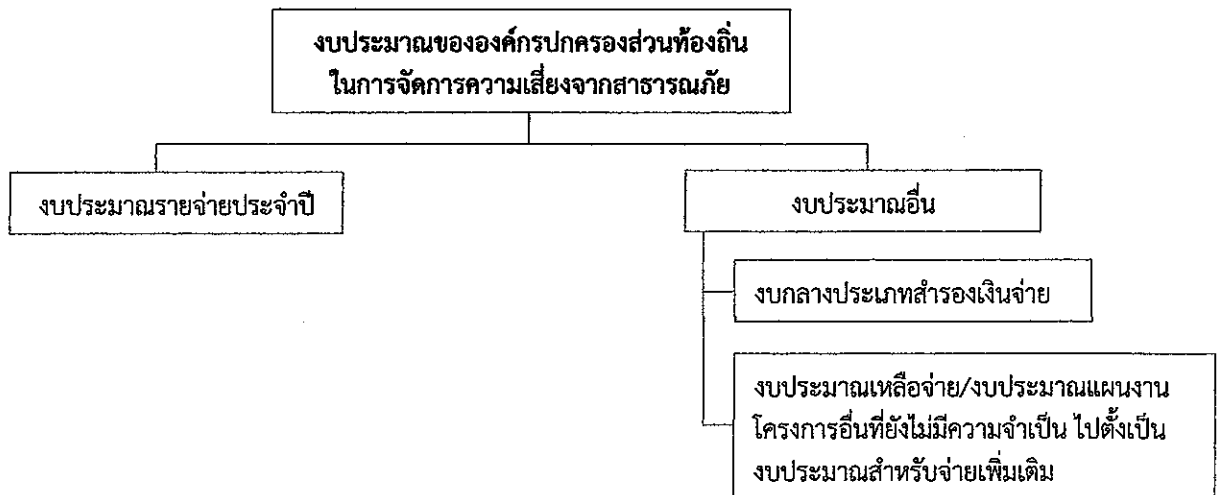 งบประมาณขององค์กรปกครองส่วนท้องถิ่น
ในการจัดการความเสี่ยงจากสาธารณภัย
งบประมาณรายจ่ายประจำปี
งบประมาณอื่น
งบกลางประเภทสำรองเงินจ่าย
งบประมาณเหลือจ่าย/งบประมาณแผนงาน
โครงการอื่นที่ยังไม่มีความจำเป็น ไปตั้งเป็น
งบประมาณสำหรับจ่ายเพิ่มเติม